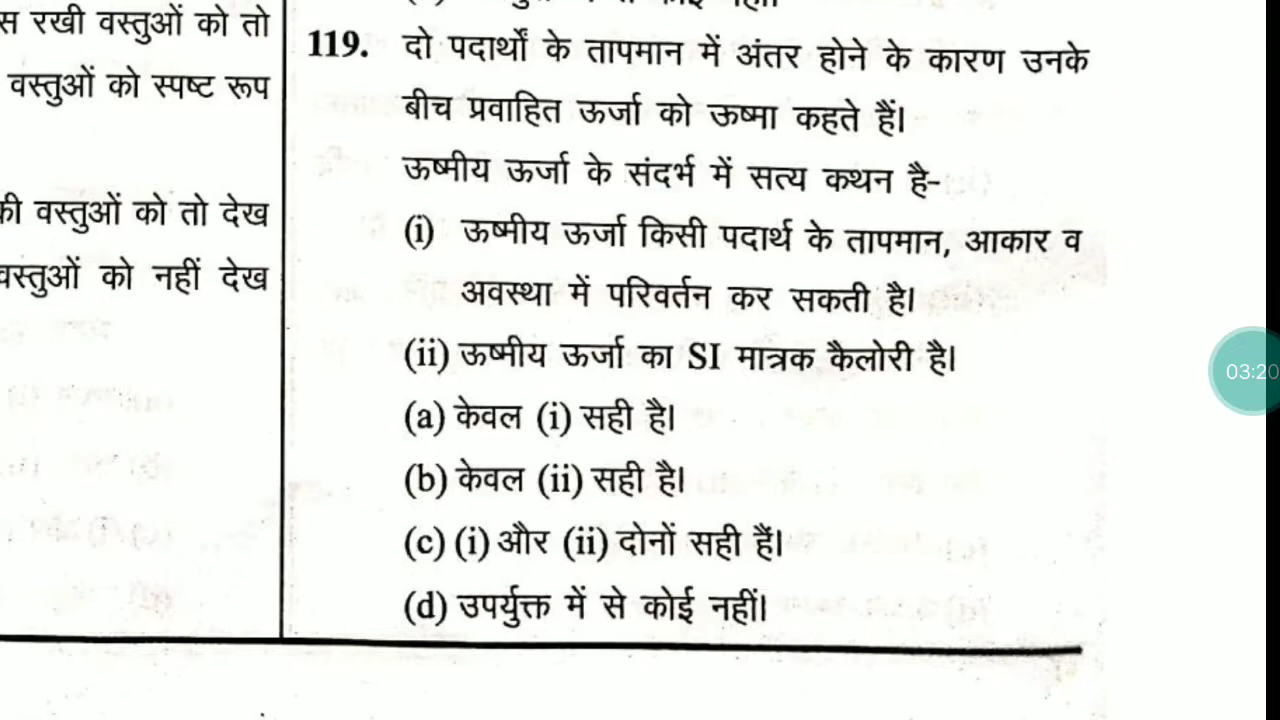 स रखी वस्तुओं को तो
वस्तुओं को स्पष्ट रूप
की वस्तुओं को तो देख
वस्तुओं को नहीं देख
119. दो पदार्थों के तापमान में अंतर होने के कारण उनके
बीच प्रवाहित ऊर्जा को ऊष्मा कहते हैं।
ऊष्मीय ऊर्जा के संदर्भ में सत्य कथन है-
(i) ऊष्मीय ऊर्जा किसी पदार्थ के तापमान, आकार व
अवस्था में परिवर्तन कर सकती है।
(ii) ऊष्मीय ऊर्जा का SI मात्रक कैलोरी है।
(a) केवल (i) सही है।
(b) केवल (ii) सही है।
(c) (i) और (ii) दोनों सही हैं।
(d) उपर्युक्त में से कोई नहीं।
03:20